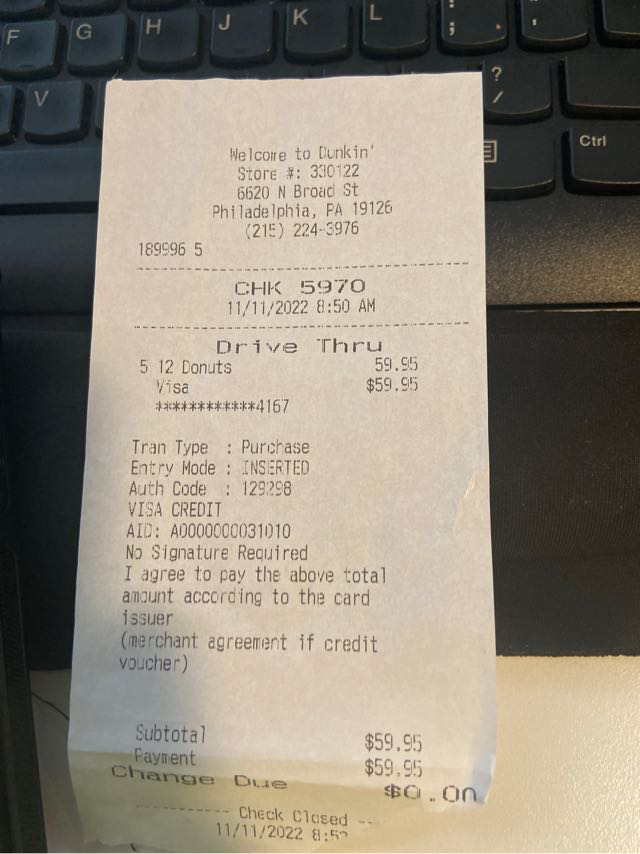 F G H J K L : ; " '
V ? /
Ctrl
Welcome to Dunkin'
Store #: 330122
6620 N Broad St
Philadelphia, PA 19126
(215) 224-3976
189996 5
CHK 5970
11/11/2022 8:50 AM
Drive Thru
5 12 Donuts 59.95
Visa $59.95
************4167
Tran Type : Purchase
Entry Mode : INSERTED
Auth Code : 129298
VISA CREDIT
AID: A0000000031010
No Signature Required
I agree to pay the above total
amount according to the card
issuer
(merchant agreement if credit
voucher)
Subtotal $59.95
Payment $59.95
Change Due $0.00
--------- Check Closed --
11/11/2022